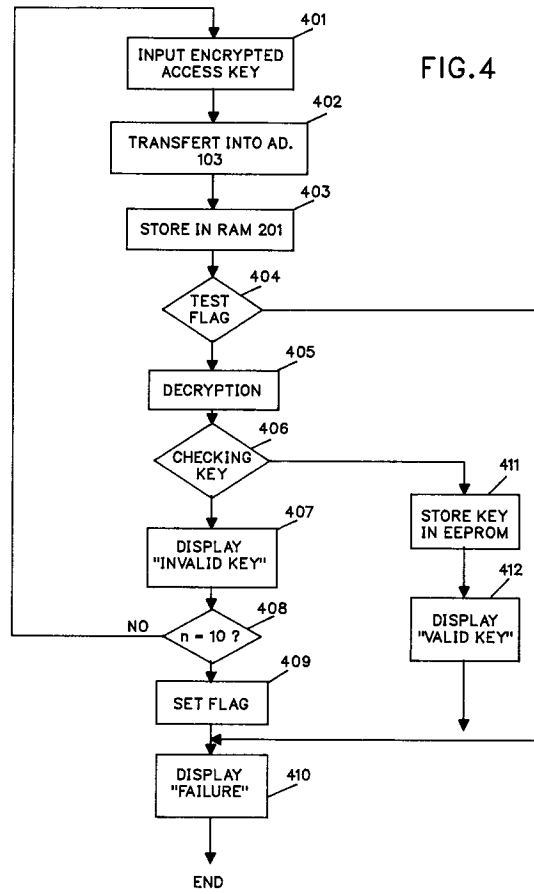 401
INPUT ENCRYPTED
ACCESS KEY
FIG.4
402
TRANSFERT INTO AD.
103
403
STORE IN RAM 201
404
TEST
FLAG
405
DECRYPTION
406
CHECKING
KEY
411
STORE KEY
IN EEPROM
407
DISPLAY
"INVALID KEY"
412
DISPLAY
"VALID KEY"
408
NO
n = 10 ?
409
SET FLAG
DISPLAY
"FAILURE"
410
END